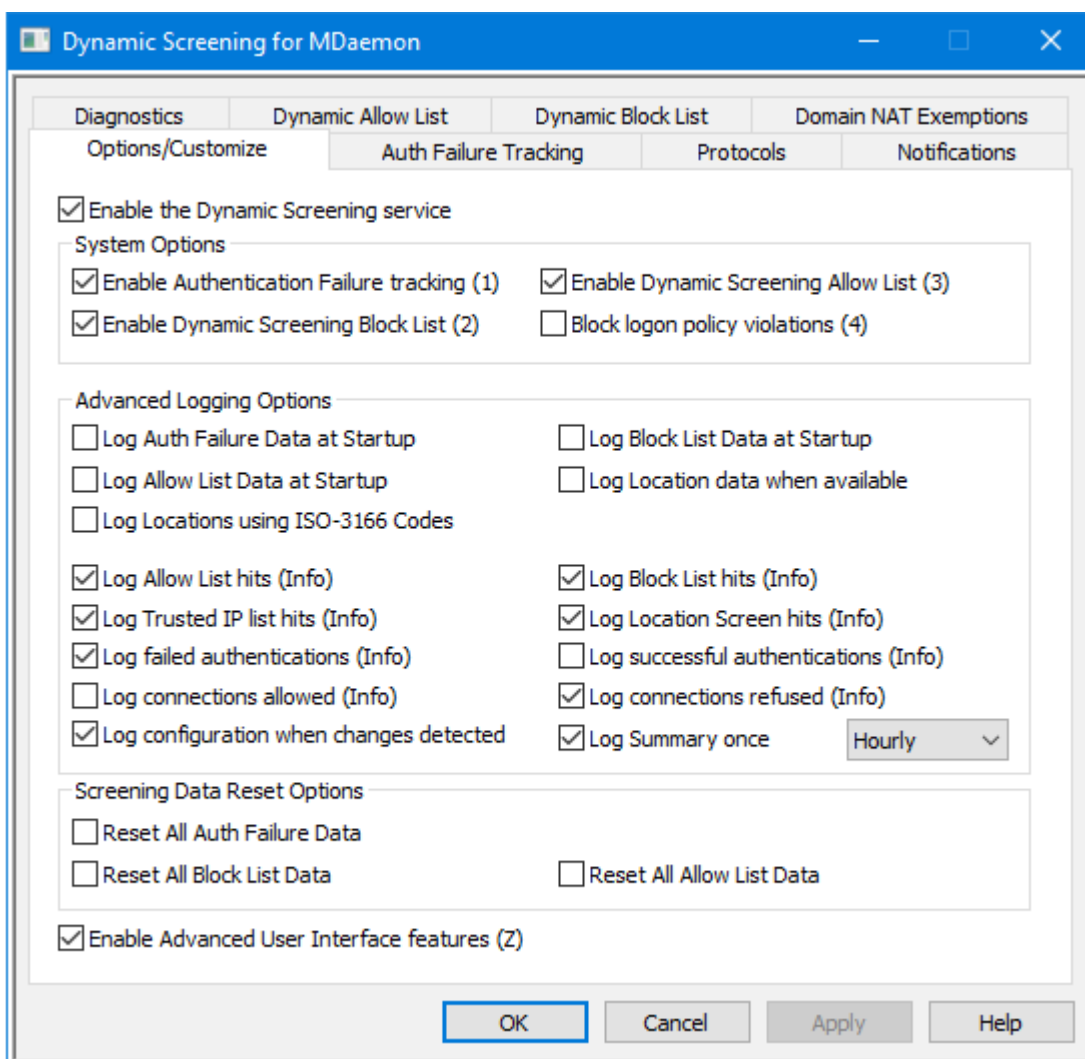 Dynamic Screening for MDaemon
Diagnostics Dynamic Allow List Dynamic Block List Domain NAT Exemptions
Options/Customize Auth Failure Tracking Protocols Notifications
Enable the Dynamic Screening service
System Options
Enable Authentication Failure tracking (1) Enable Dynamic Screening Allow List (3)
Enable Dynamic Screening Block List (2) Block logon policy violations (4)
Advanced Logging Options
Log Auth Failure Data at Startup Log Block List Data at Startup
Log Allow List Data at Startup Log Location data when available
Log Locations using ISO-3166 Codes
Log Allow List hits (Info) Log Block List hits (Info)
Log Trusted IP list hits (Info) Log Location Screen hits (Info)
Log failed authentications (Info) Log successful authentications (Info)
Log connections allowed (Info) Log connections refused (Info)
Log configuration when changes detected Log Summary once Hourly
Screening Data Reset Options
Reset All Auth Failure Data
Reset All Block List Data Reset All Allow List Data
Enable Advanced User Interface features (Z)
OK Cancel Apply Help